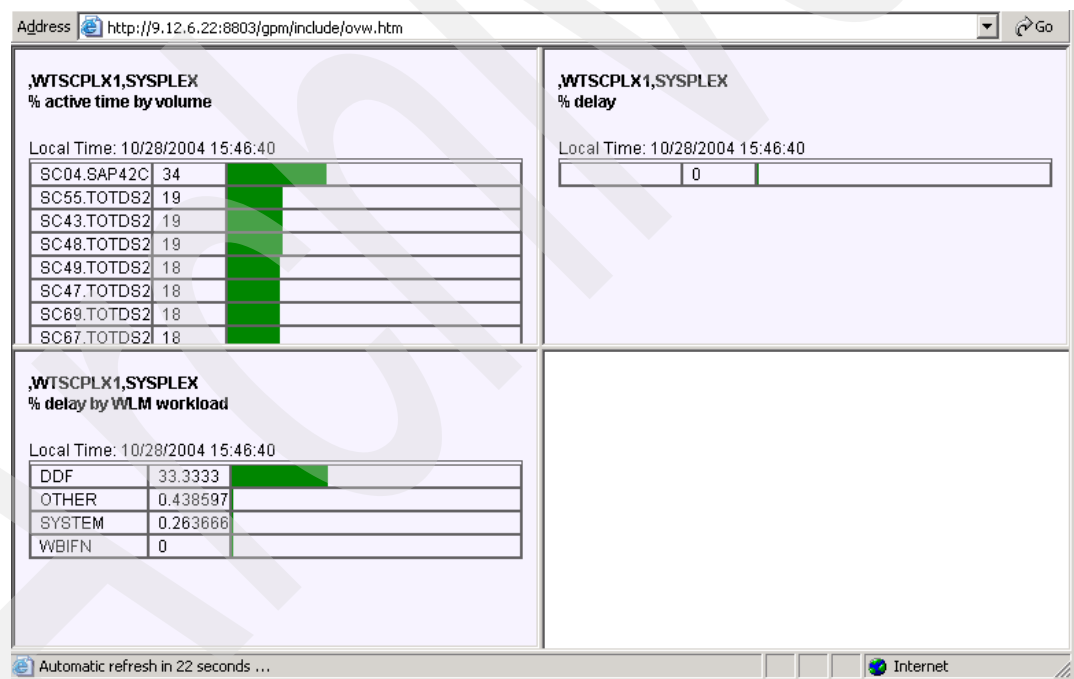 Address http://9.12.6.22:8803/gpm/include/ovw.htm Go
,WTSCPLX1,SYSPLEX
% active time by volume
Local Time: 10/28/2004 15:46:40
SC04.SAP42C 34
SC55.TOTDS2 19
SC43.TOTDS2 19
SC48.TOTDS2 19
SC49.TOTDS2 18
SC47.TOTDS2 18
SC69.TOTDS2 18
SC67.TOTDS2 18
,WTSCPLX1,SYSPLEX
% delay
Local Time: 10/28/2004 15:46:40
0
,WTSCPLX1,SYSPLEX
% delay by WLM workload
Local Time: 10/28/2004 15:46:40
DDF 33.3333
OTHER 0.438597
SYSTEM 0.263666
WBIFN 0
Automatic refresh in 22 seconds ... Internet